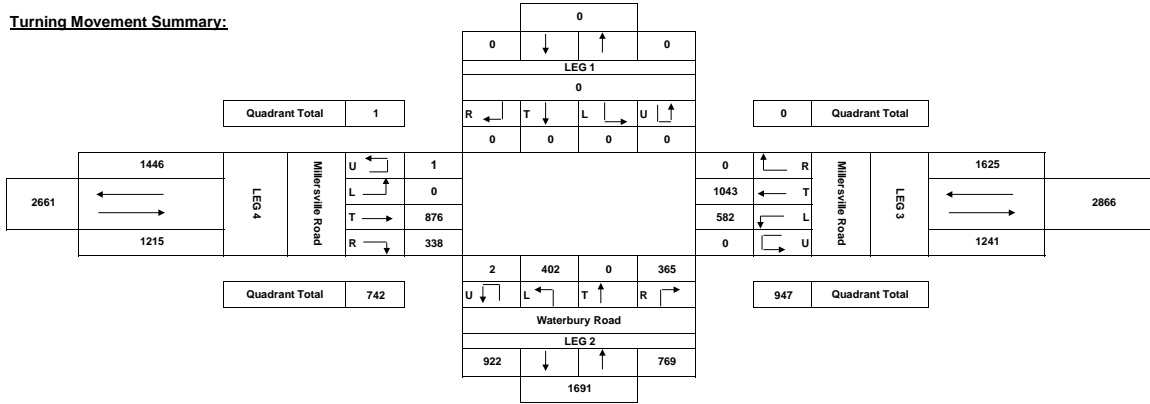 Turning Movement Summary:
0
0 0
LEG 1
0
Quadrant Total 1
R T L U
0 Quadrant Total
0 0 0 0
1446
LEG 4
Millersville Road
U 1
L 0
T 876
R 338
2661
1215
0 R
1043 T
582 L
0 U
Millersville Road
LEG 3
1625
2866
1241
2 402 0 365
Quadrant Total 742
U L T R
947 Quadrant Total
Waterbury Road
LEG 2
922 769
1691